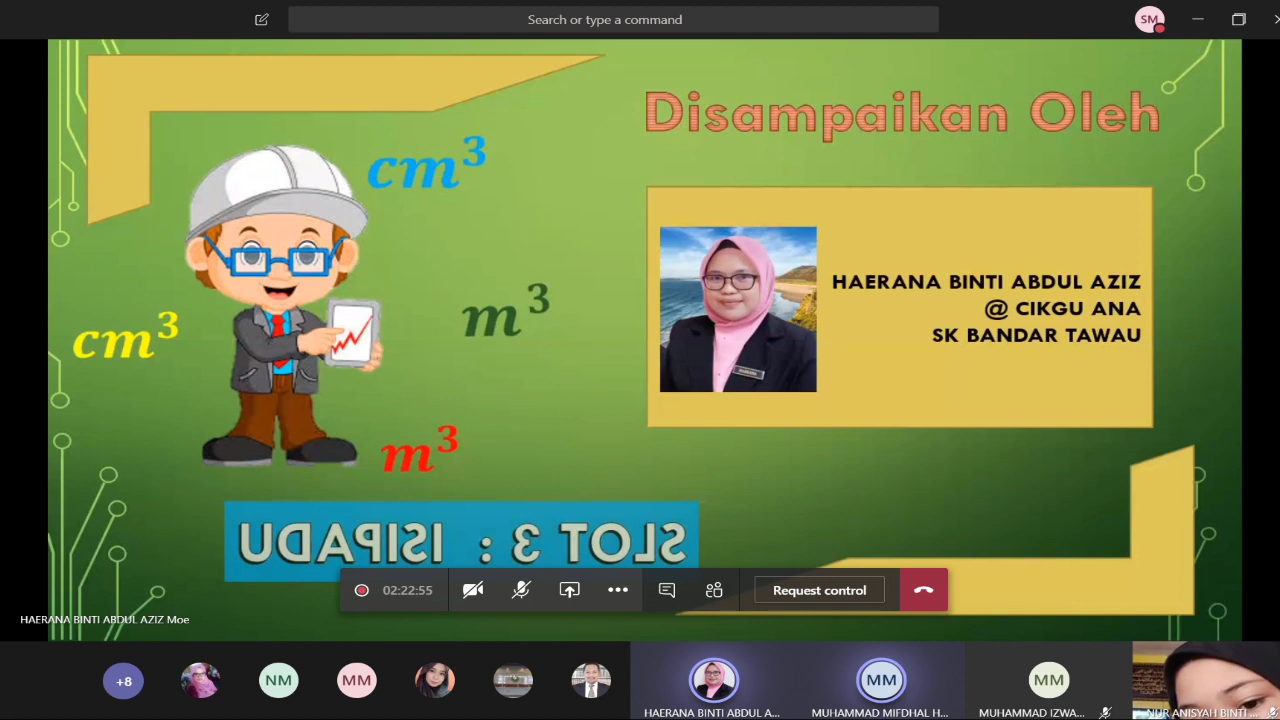 Search or type a command
SM
Disampaikan Oleh
cm³
HAERANA BINTI ABDUL AZIZ
@ CIKGU ANA
SK BANDAR TAWAU
m³
cm³
m³
SLOT 3 : ISIPADU
02:22:55
Request control
HAERANA BINTI ABDUL AZIZ Moe
+8
NM
MM
MM
MM
HAERANA BINTI ABDUL A...
MUHAMMAD MIFDHAL H...
MUHAMMAD IZWA...
NUR ANISYAH BINTI ...